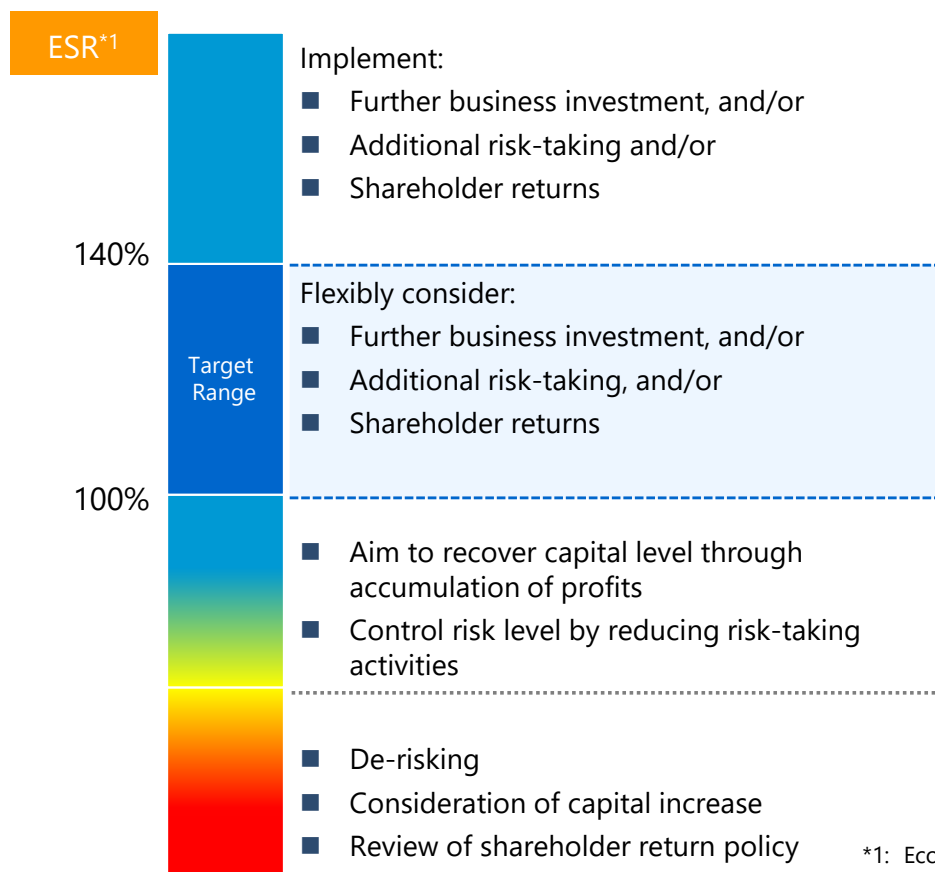 ESR*1
Implement:
■ Further business investment, and/or
■ Additional risk-taking and/or
■ Shareholder returns
140%
Flexibly consider:
■ Further business investment, and/or
■ Additional risk-taking, and/or
■ Shareholder returns
Target
Range
100%
■ Aim to recover capital level through
accumulation of profits
■ Control risk level by reducing risk-taking
activities
■ De-risking
■ Consideration of capital increase
■ Review of shareholder return policy
*1: Eco